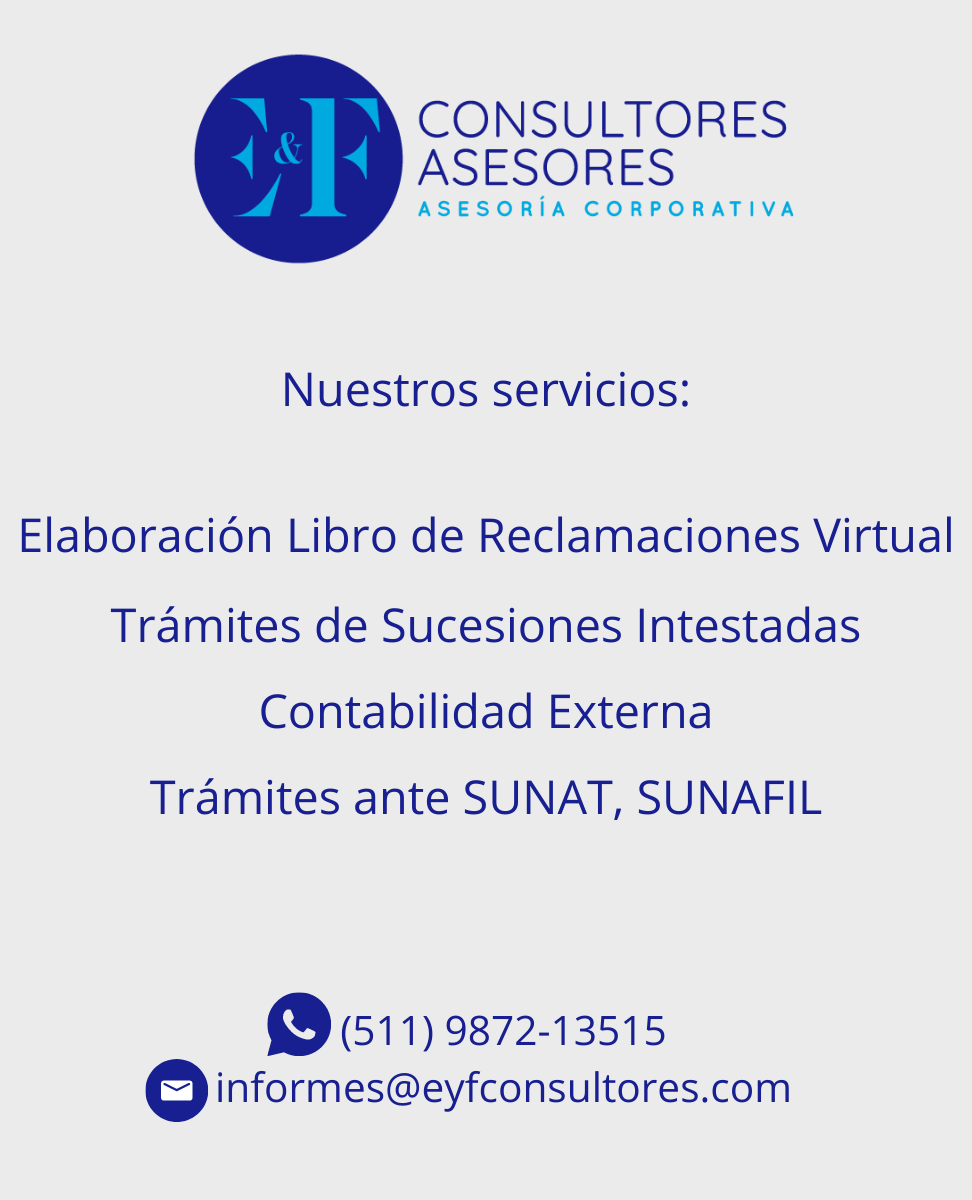 E&F
CONSULTORES
ASESORES
ASESORÍA CORPORATIVA
Nuestros servicios:
Elaboración Libro de Reclamaciones Virtual
Trámites de Sucesiones Intestadas
Contabilidad Externa
Trámites ante SUNAT, SUNAFIL
(511) 9872-13515
informes@eyfconsultores.com